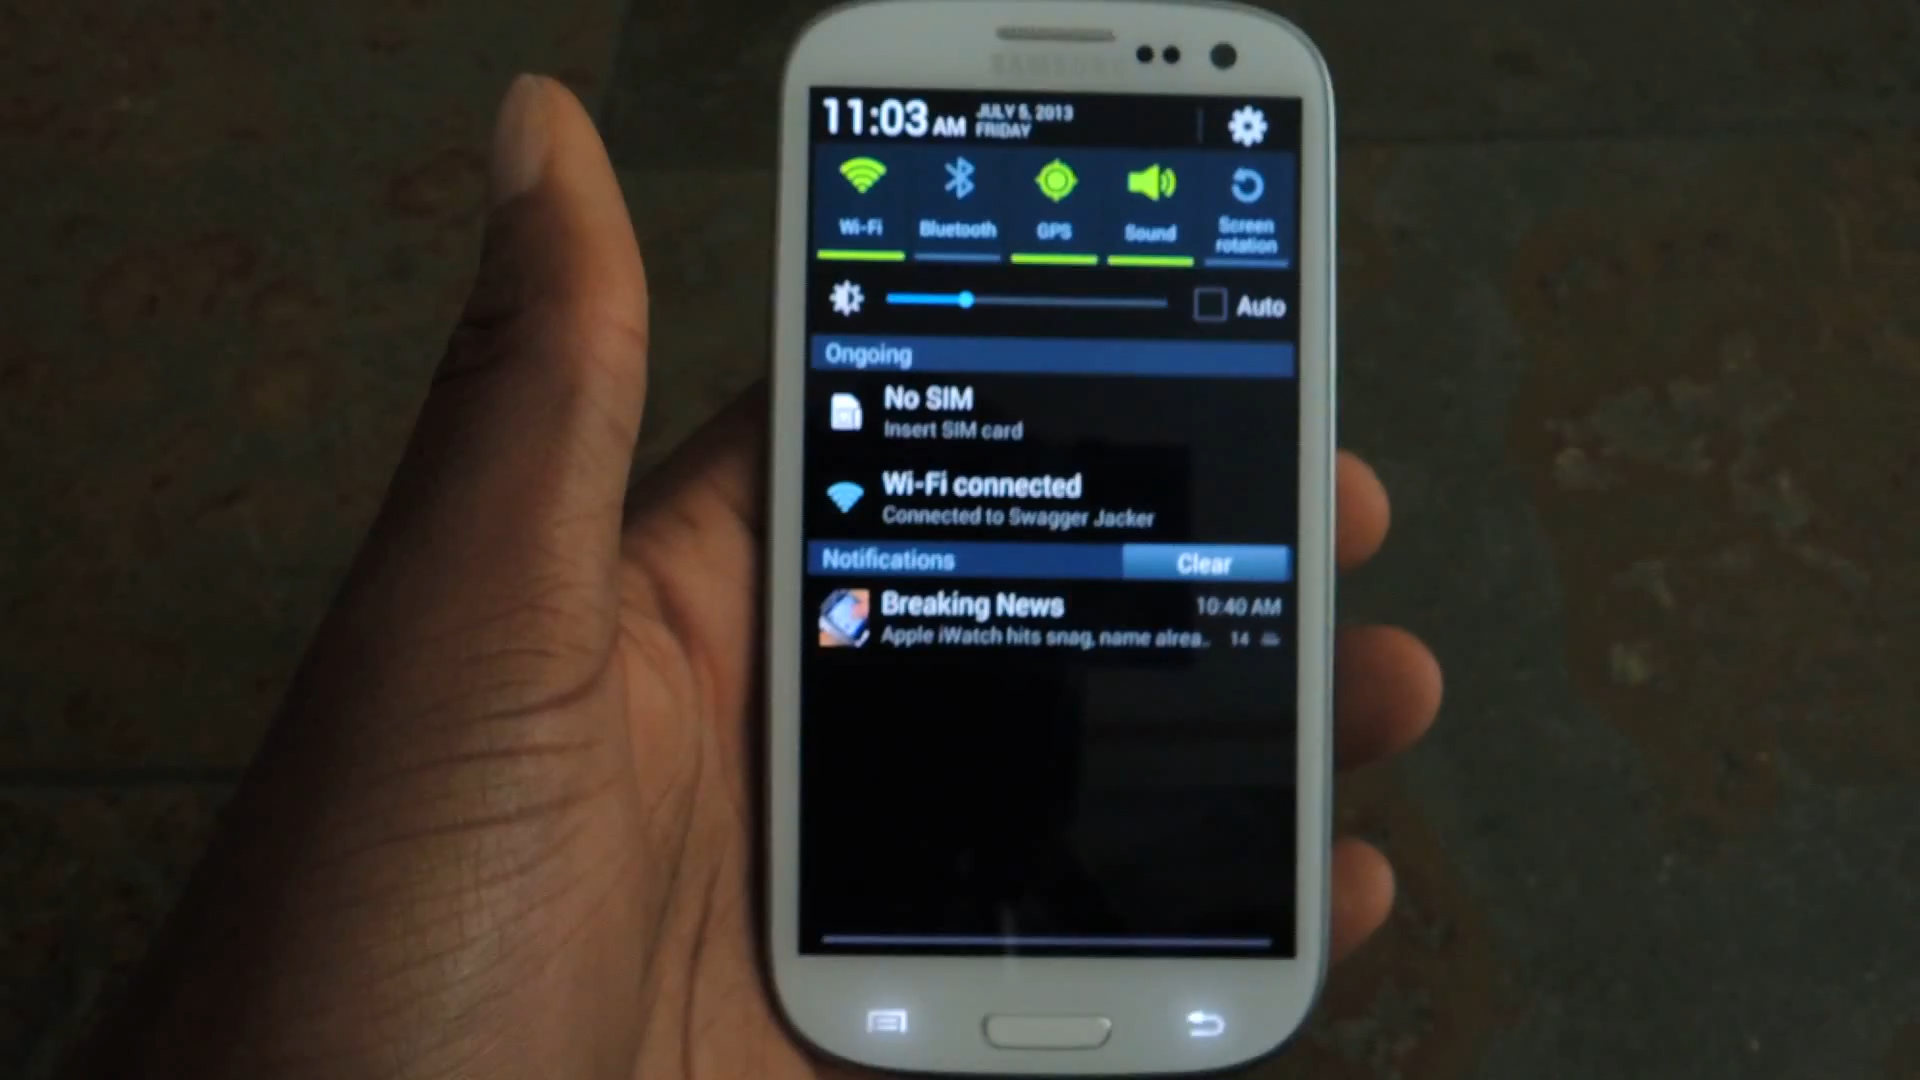 SAMSUNG
11:03 AM
JULY 5, 2013
FRIDAY
Wi-Fi
Bluetooth
GPS
Sound
Screen
rotation
Auto
Ongoing
No SIM
Insert SIM card
Wi-Fi connected
Connected to Swagger Jacker
Notifications
Clear
Breaking News
10:40 AM
Apple iWatch hits snag, name alrea..
14